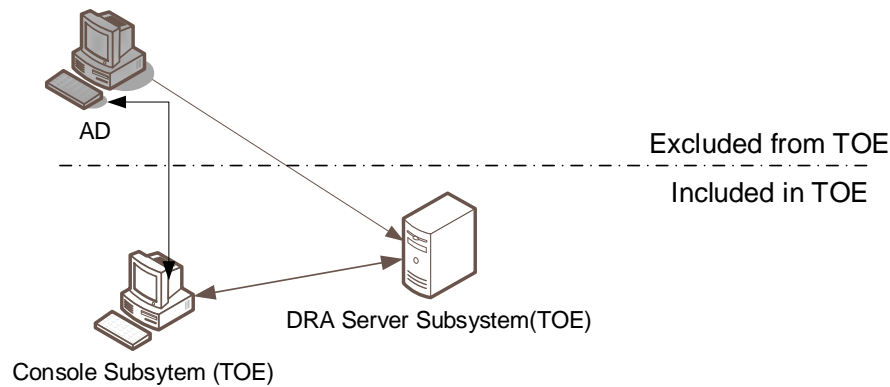 AD
Excluded from TOE
Included in TOE
DRA Server Subsystem(TOE)
Console Subsytem (TOE)